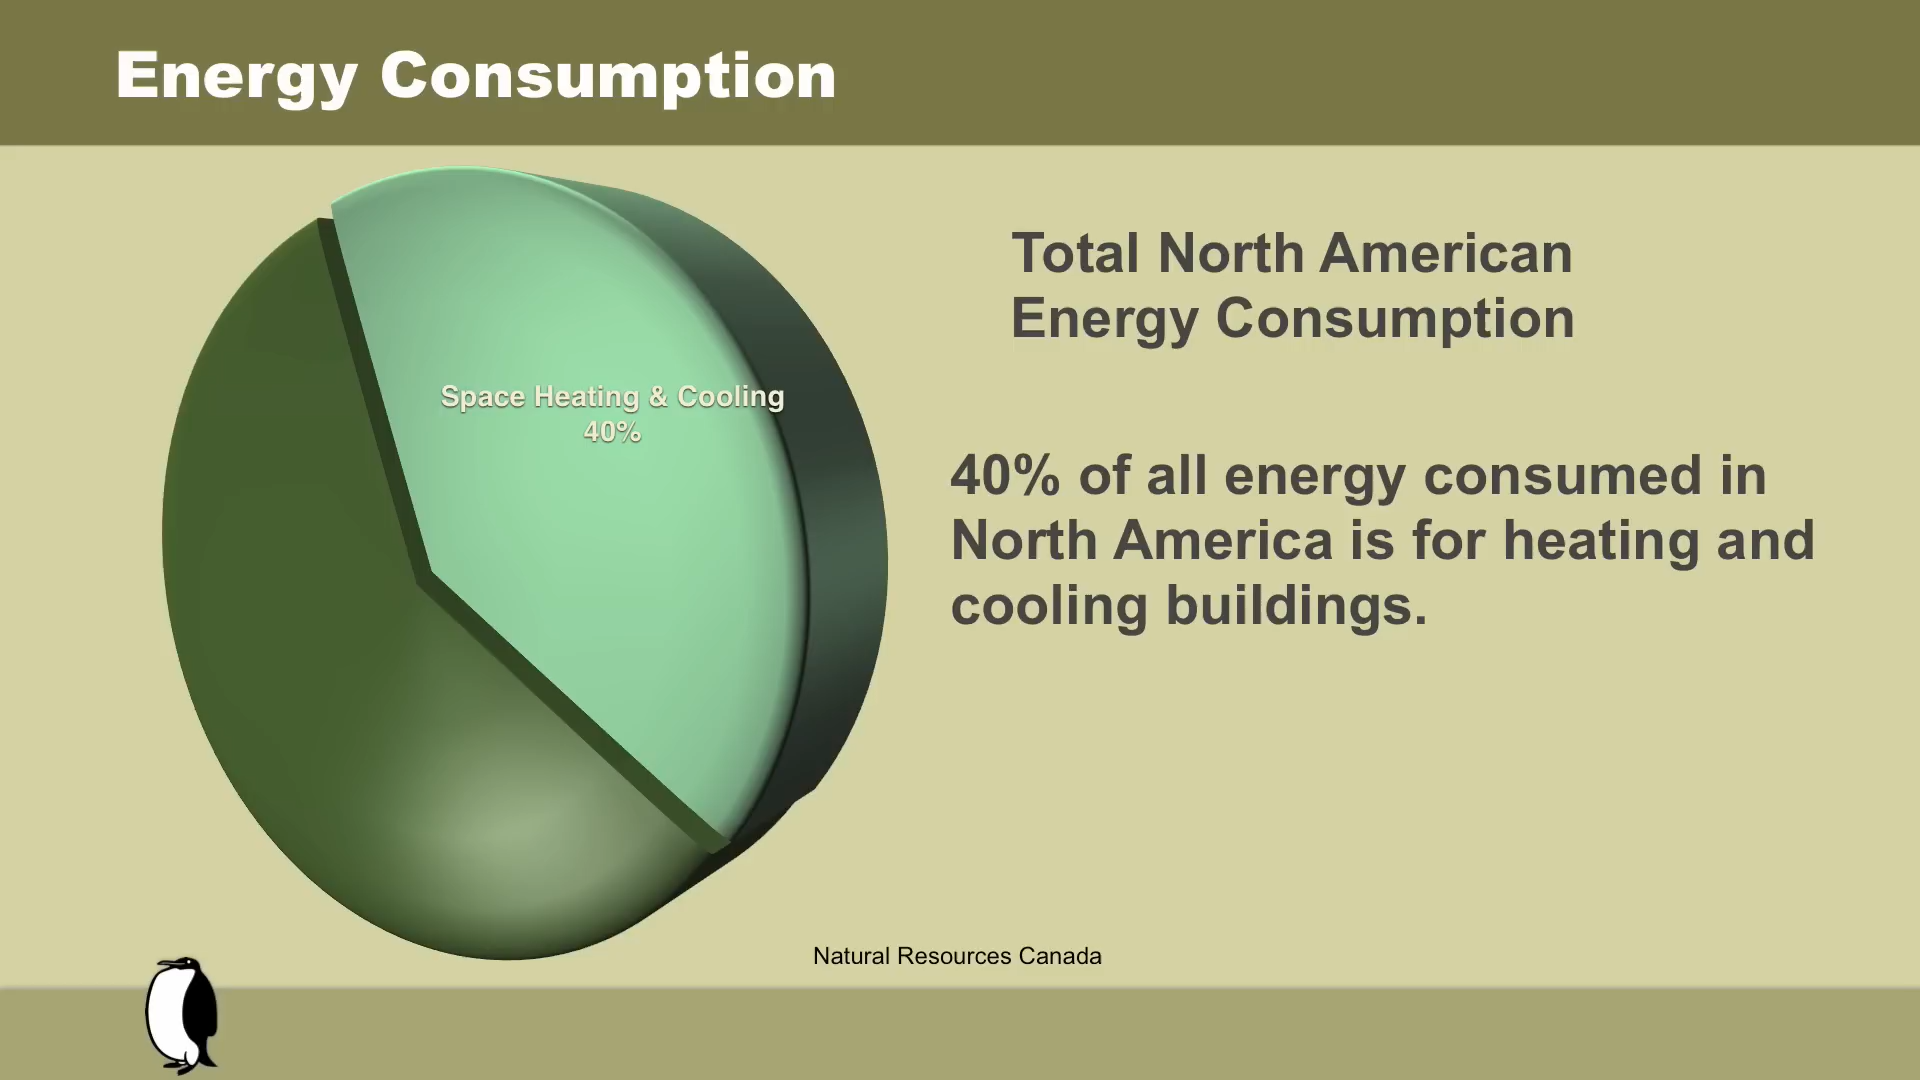 Energy Consumption
Space Heating & Cooling
40%
Total North American
Energy Consumption
40% of all energy consumed in
North America is for heating and
cooling buildings.
Natural Resources Canada